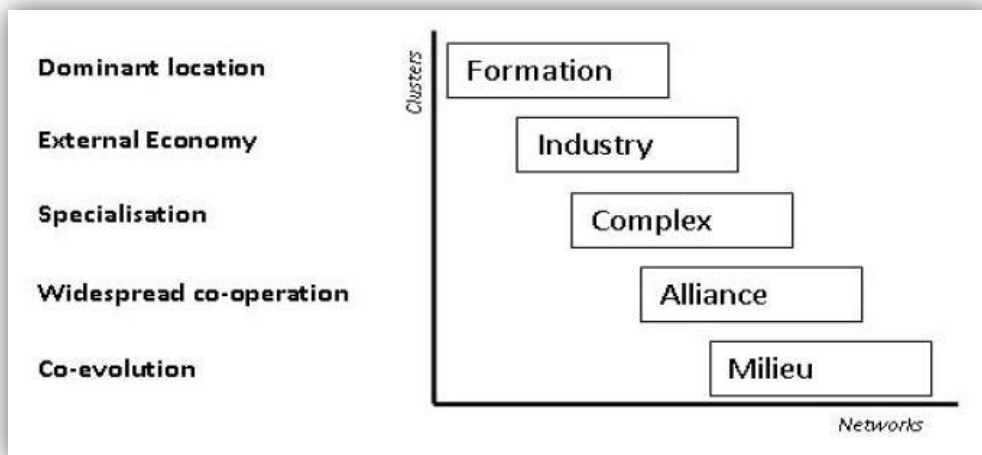 Dominant location
Clusters
Formation
External Economy
Industry
Specialisation
Complex
Widespread co-operation
Alliance
Co-evolution
Milieu
Networks